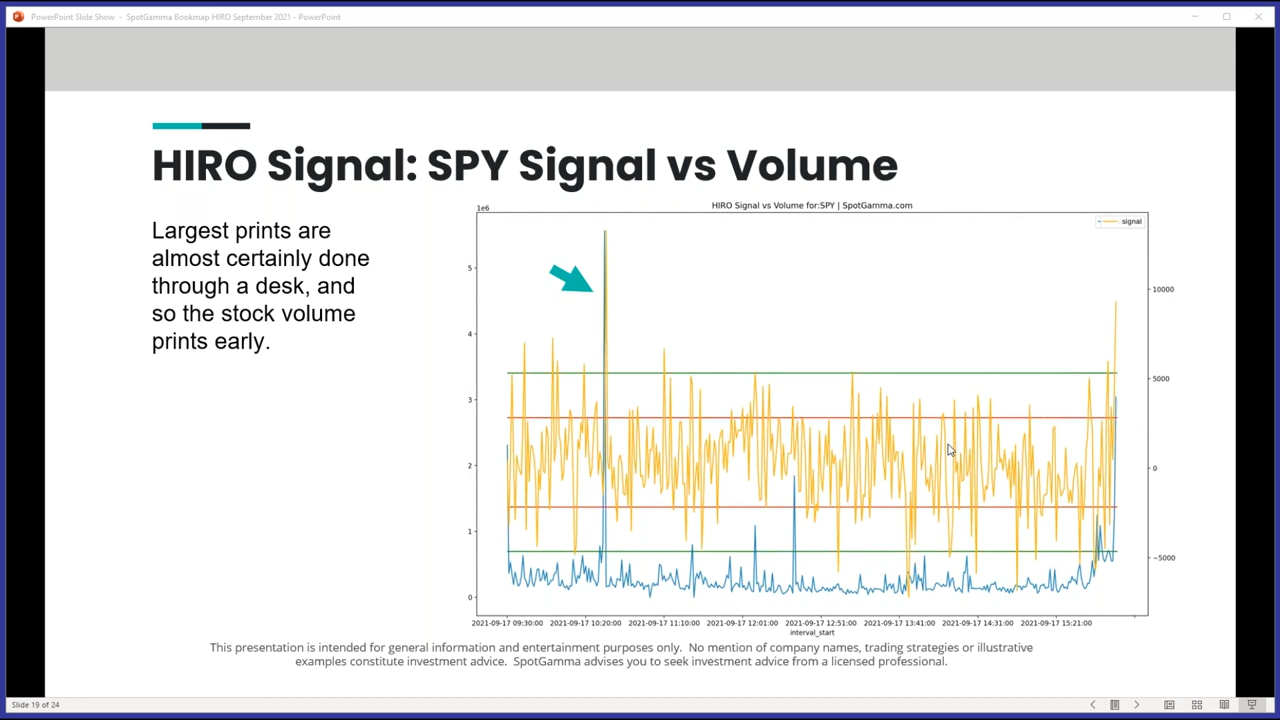 PowerPoint Slide Show - SpotGamma Bookmap HIRO September 2021 - PowerPoint
HIRO Signal: SPY Signal vs Volume
Largest prints are
almost certainly done
through a desk, and
so the stock volume
prints early.
HIRO Signal vs Volume for:SPY | SpotGamma.com
1e6
signal
5
4
3
2
1
0
10000
5000
0
−5000
2021-09-17 09:30:00 2021-09-17 10:20:00 2021-09-17 11:10:00 2021-09-17 12:01:00 2021-09-17 12:51:00 2021-09-17 13:41:00 2021-09-17 14:31:00 2021-09-17 15:21:00
interval_start
This presentation is intended for general information and entertainment purposes only. No mention of company names, trading strategies or illustrative
examples constitute investment advice. SpotGamma advises you to seek investment advice from a licensed professional.
Slide 19 of 24